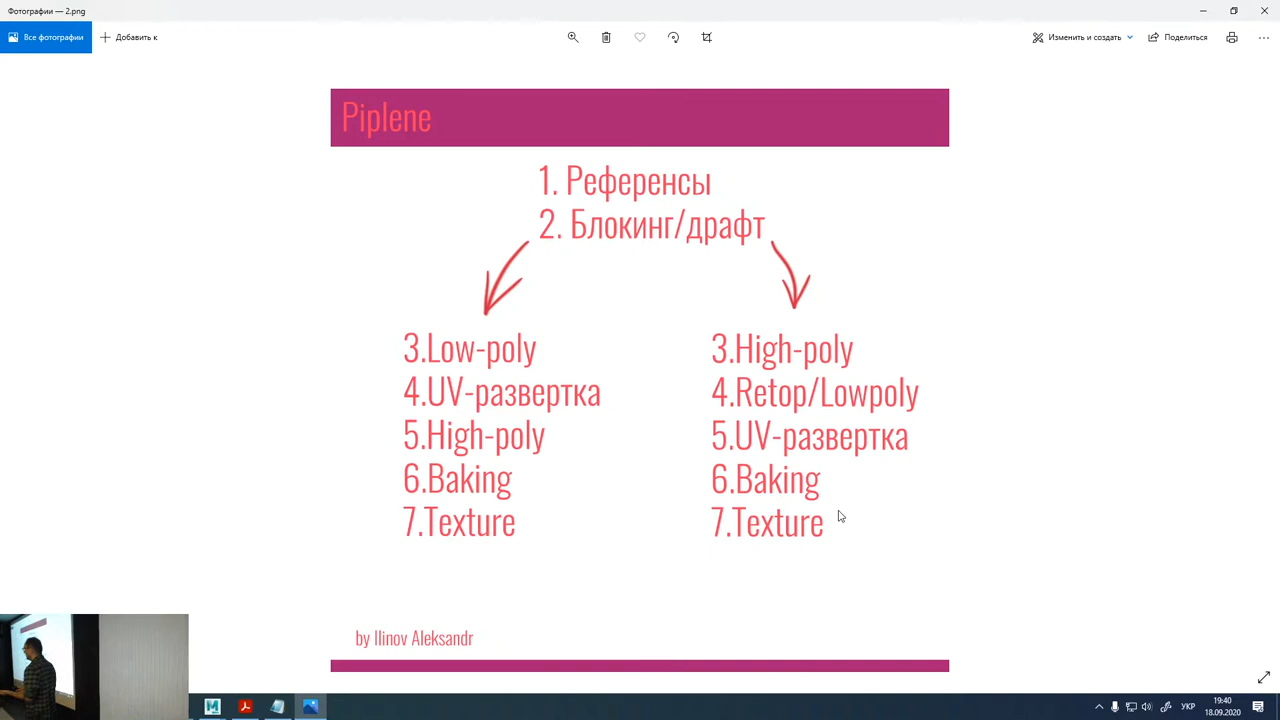 Фотографии — 2.png
Все фотографии
Добавить к
Изменить и создать
Поделиться
Piplene
1. Референсы
2. Блокинг/драфт
3.Low-poly
4.UV-развертка
5.High-poly
6.Baking
7.Texture
3.High-poly
4.Retop/Lowpoly
5.UV-развертка
6.Baking
7.Texture
by Ilinov Aleksandr
УКР
19:40
18.09.2020